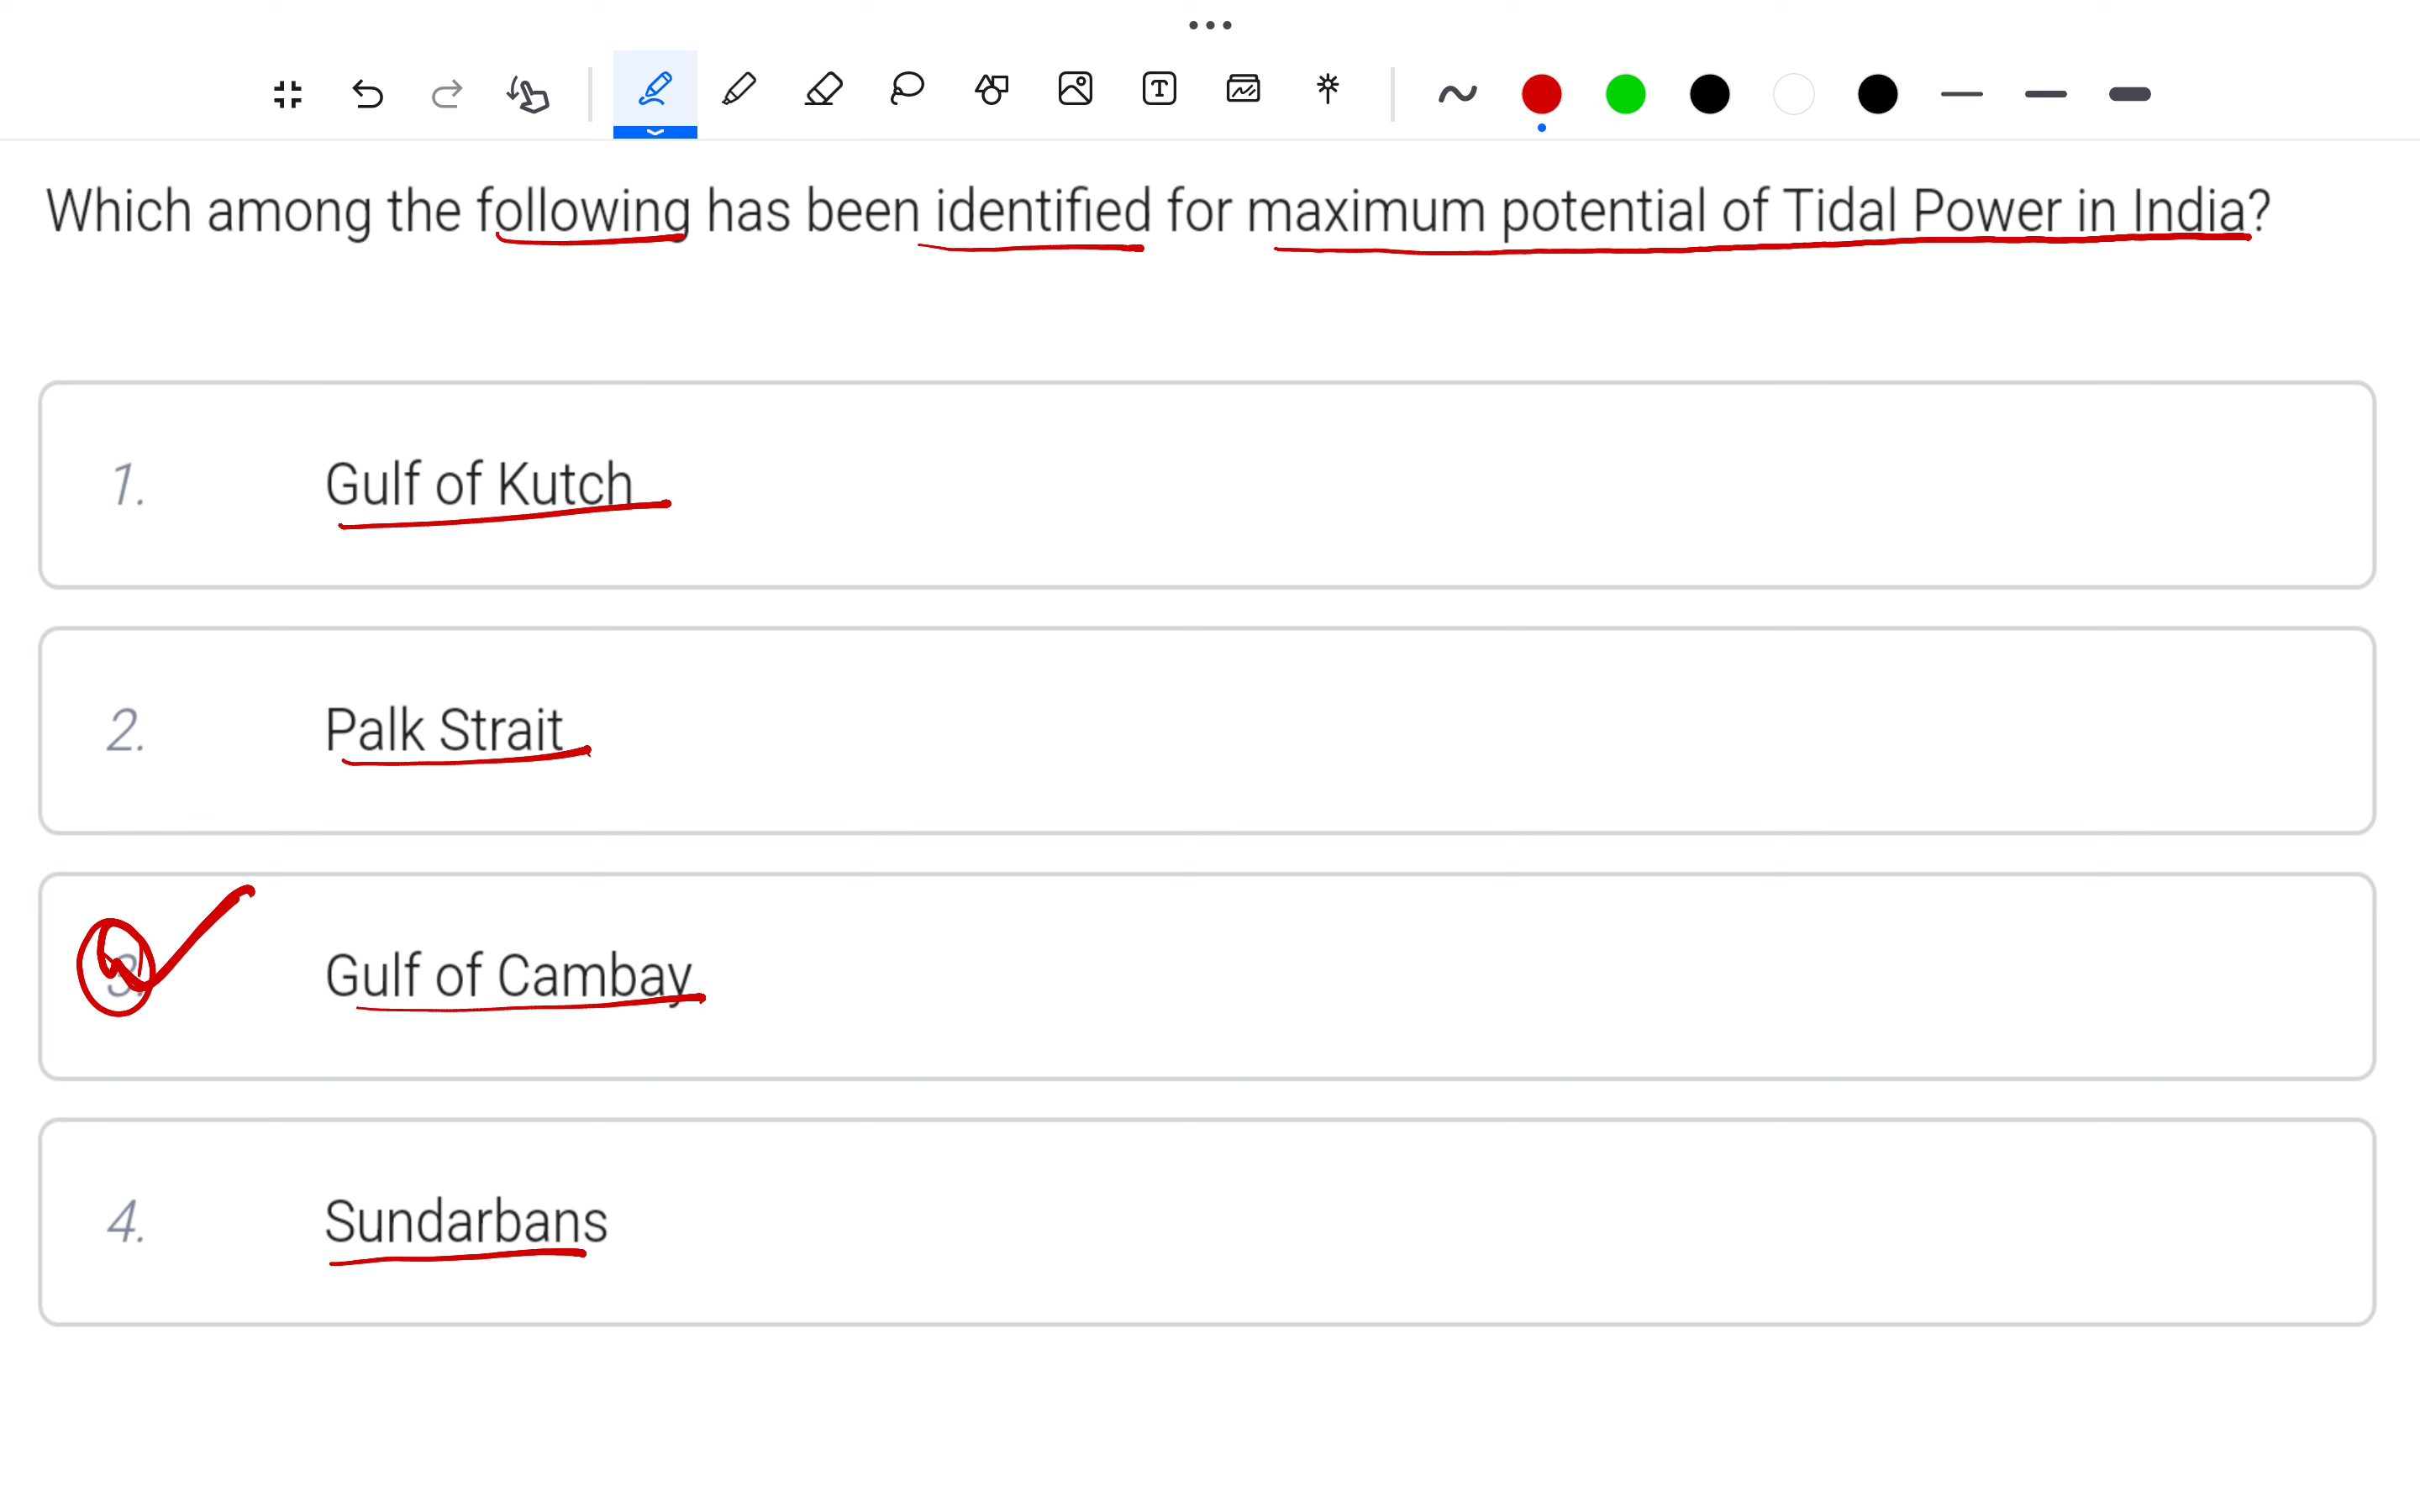 Which among the following has been identified for maximum potential of Tidal Power in India?
1. Gulf of Kutch
2. Palk Strait
3. Gulf of Cambay
4. Sundarbans